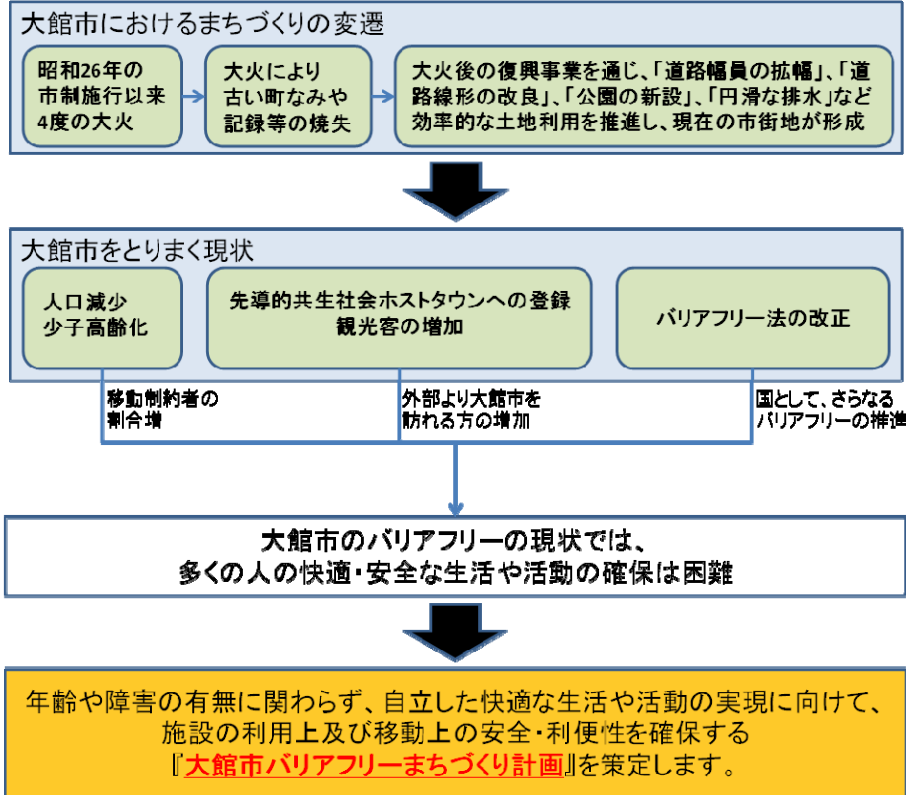 大館市におけるまちづくりの変遷
昭和26年の
市制施行以来
4度の大火
大火により
古い町なみや
記録等の焼失
大火後の復興事業を通じ、「道路幅員の拡幅」、「道
路線形の改良」、「公園の新設」、「円滑な排水」など
効率的な土地利用を推進し、現在の市街地が形成
大館市をとりまく現状
人口減少
少子高齢化
先導的共生社会ホストタウンへの登録
観光客の増加
バリアフリー法の改正
移動制約者の
割合増
外部より大館市を
訪れる方の増加
国として、さらなる
バリアフリーの推進
大館市のバリアフリーの現状では、
多くの人の快適・安全な生活や活動の確保は困難
年齢や障害の有無に関わらず、自立した快適な生活や活動の実現に向けて、
施設の利用上及び移動上の安全・利便性を確保する
『大館市バリアフリーまちづくり計画』を策定します。